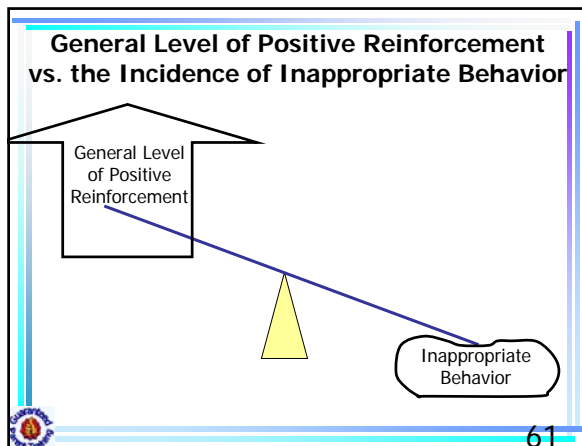 General Level of Positive Reinforcement
vs. the Incidence of Inappropriate Behavior
General Level
of Positive
Reinforcement
Inappropriate
Behavior
Guaranteed
61